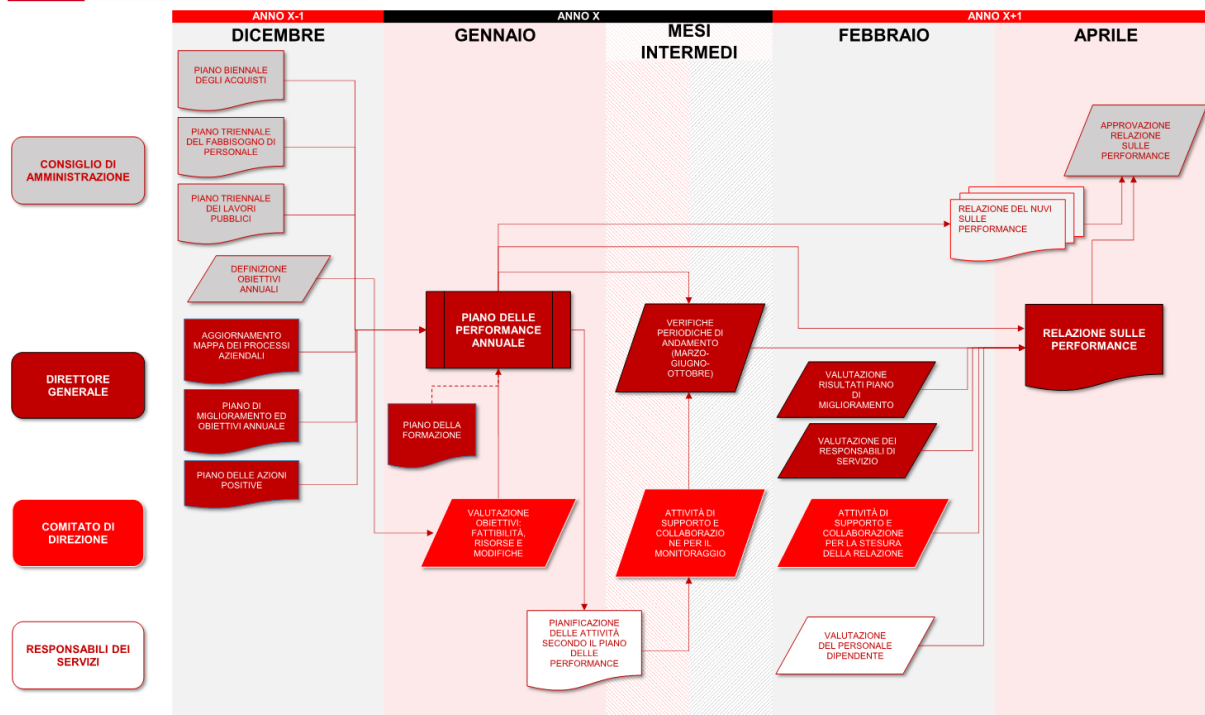 ANNO X-1
ANNO X
ANNO X+1
DICEMBRE
GENNAIO
MESI
INTERMEDI
FEBBRAIO
APRILE
CONSIGLIO DI
AMMINISTRAZIONE
DIRETTORE
GENERALE
COMITATO DI
DIREZIONE
RESPONSABILI DEI
SERVIZI
PIANO BIENNALE
DEGLI ACQUISTI
PIANO TRIENNALE
DEL FABBISOGNO DI
PERSONALE
PIANO TRIENNALE
DEI LAVORI
PUBBLICI
DEFINIZIONE
OBIETTIVI
ANNUALI
AGGIORNAMENTO
MAPPA DEI PROCESSI
AZIENDALI
PIANO DI
MIGLIORAMENTO ED
OBIETTIVI ANNUALE
PIANO DELLE AZIONI
POSITIVE
PIANO DELLE
PERFORMANCE
ANNUALE
PIANO DELLA
FORMAZIONE
VALUTAZIONE
OBIETTIVI:
FATTIBILITÀ,
RISORSE E
MODIFICHE
PIANIFICAZIONE
DELLE ATTIVITÀ
SECONDO IL PIANO
DELLE
PERFORMANCE
VERIFICHE
PERIODICHE DI
ANDAMENTO
(MARZO-
GIUGNO-
OTTOBRE)
ATTIVITÀ DI
SUPPORTO E
COLLABORAZIO
NE PER IL
MONITORAGGIO
VALUTAZIONE
RISULTATI PIANO
DI
MIGLIORAMENTO
VALUTAZIONE DEI
RESPONSABILI DI
SERVIZIO
ATTIVITÀ DI
SUPPORTO E
COLLABORAZIONE
PER LA STESURA
DELLA RELAZIONE
VALUTAZIONE
DEL PERSONALE
DIPENDENTE
APPROVAZIONE
RELAZIONE
SULLE
PERFORMANCE
RELAZIONE DEL NUVI
SULLE
PERFORMANCE
RELAZIONE SULLE
PERFORMANCE